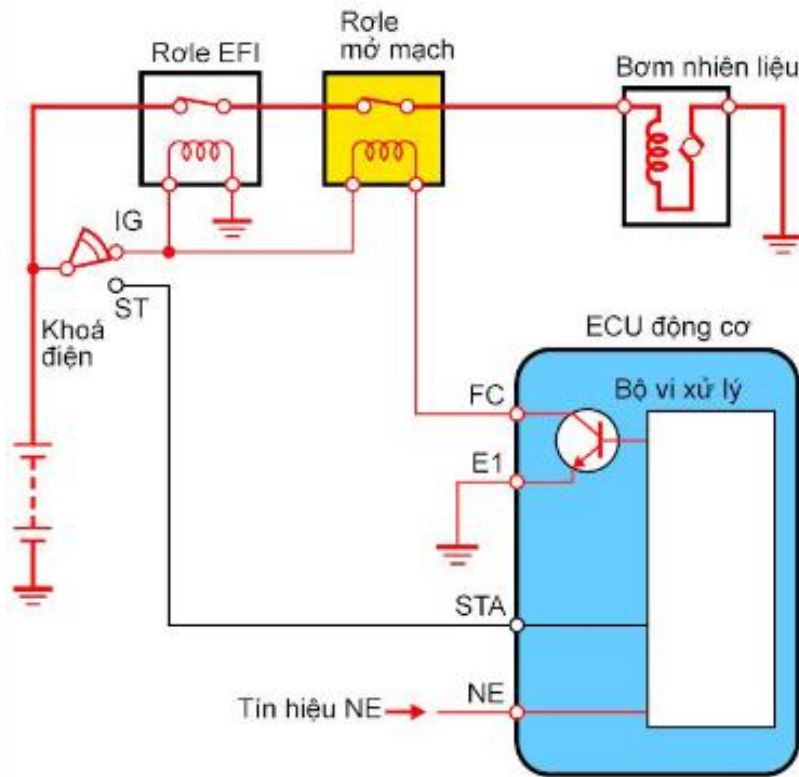 Rơle EFI
Rơle
mở mạch
Bơm nhiên liệu
IG
ST
Khoá
điện
ECU động cơ
Bộ vi xử lý
FC
E1
STA
NE
Tín hiệu NE